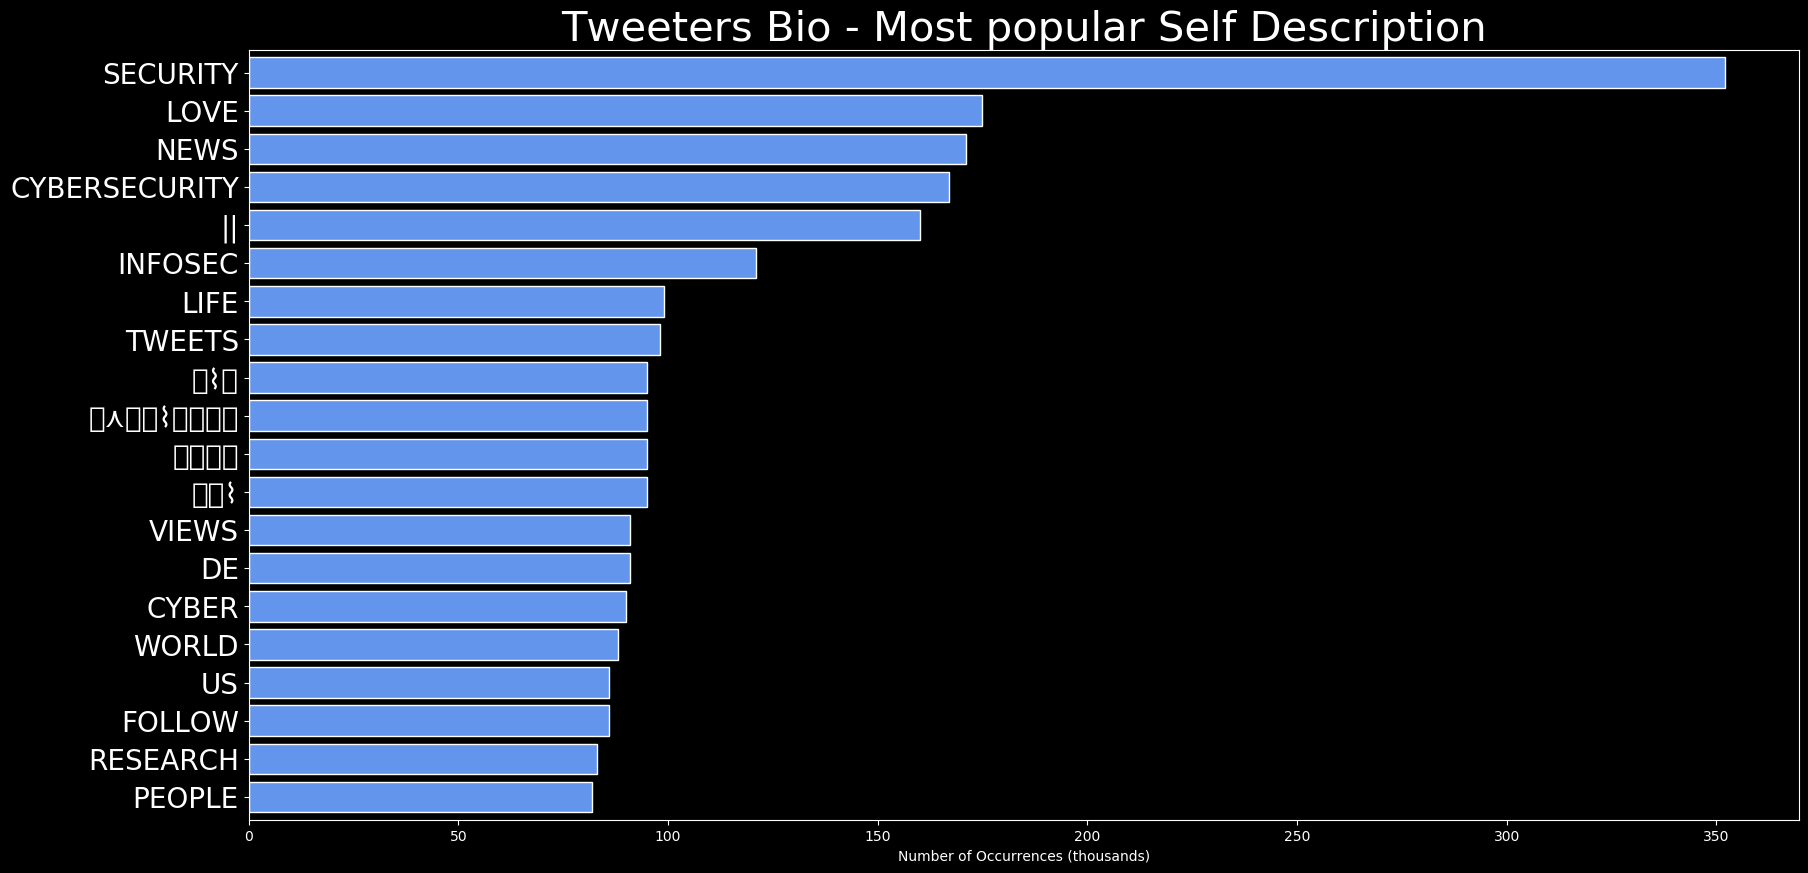 Tweeters Bio - Most popular Self Description
SECURITY
LOVE
NEWS
CYBERSECURITY
||
INFOSEC
LIFE
TWEETS
VIEWS
DE
CYBER
WORLD
US
FOLLOW
RESEARCH
PEOPLE
0 50 100 150 200 250 300 350
Number of Occurrences (thousands)